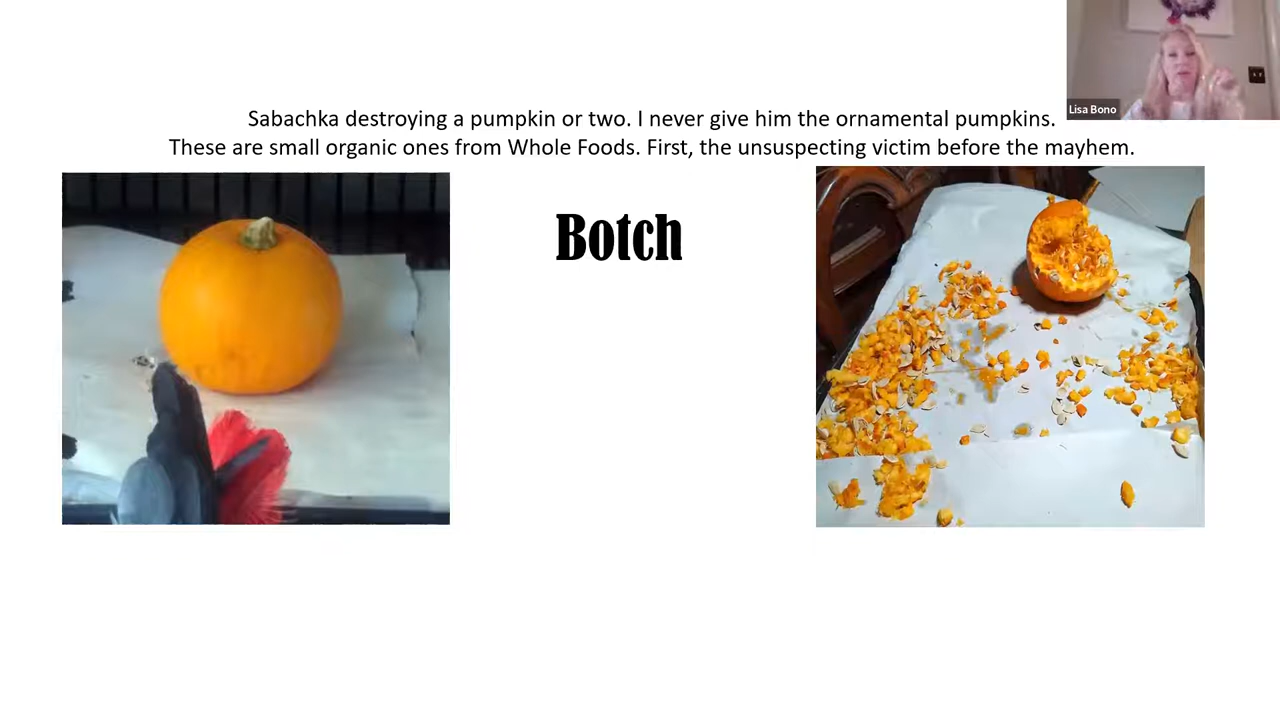 Lisa Bono
Sabachka destroying a pumpkin or two. I never give him the ornamental pumpkins.
These are small organic ones from Whole Foods. First, the unsuspecting victim before the mayhem.
Botch